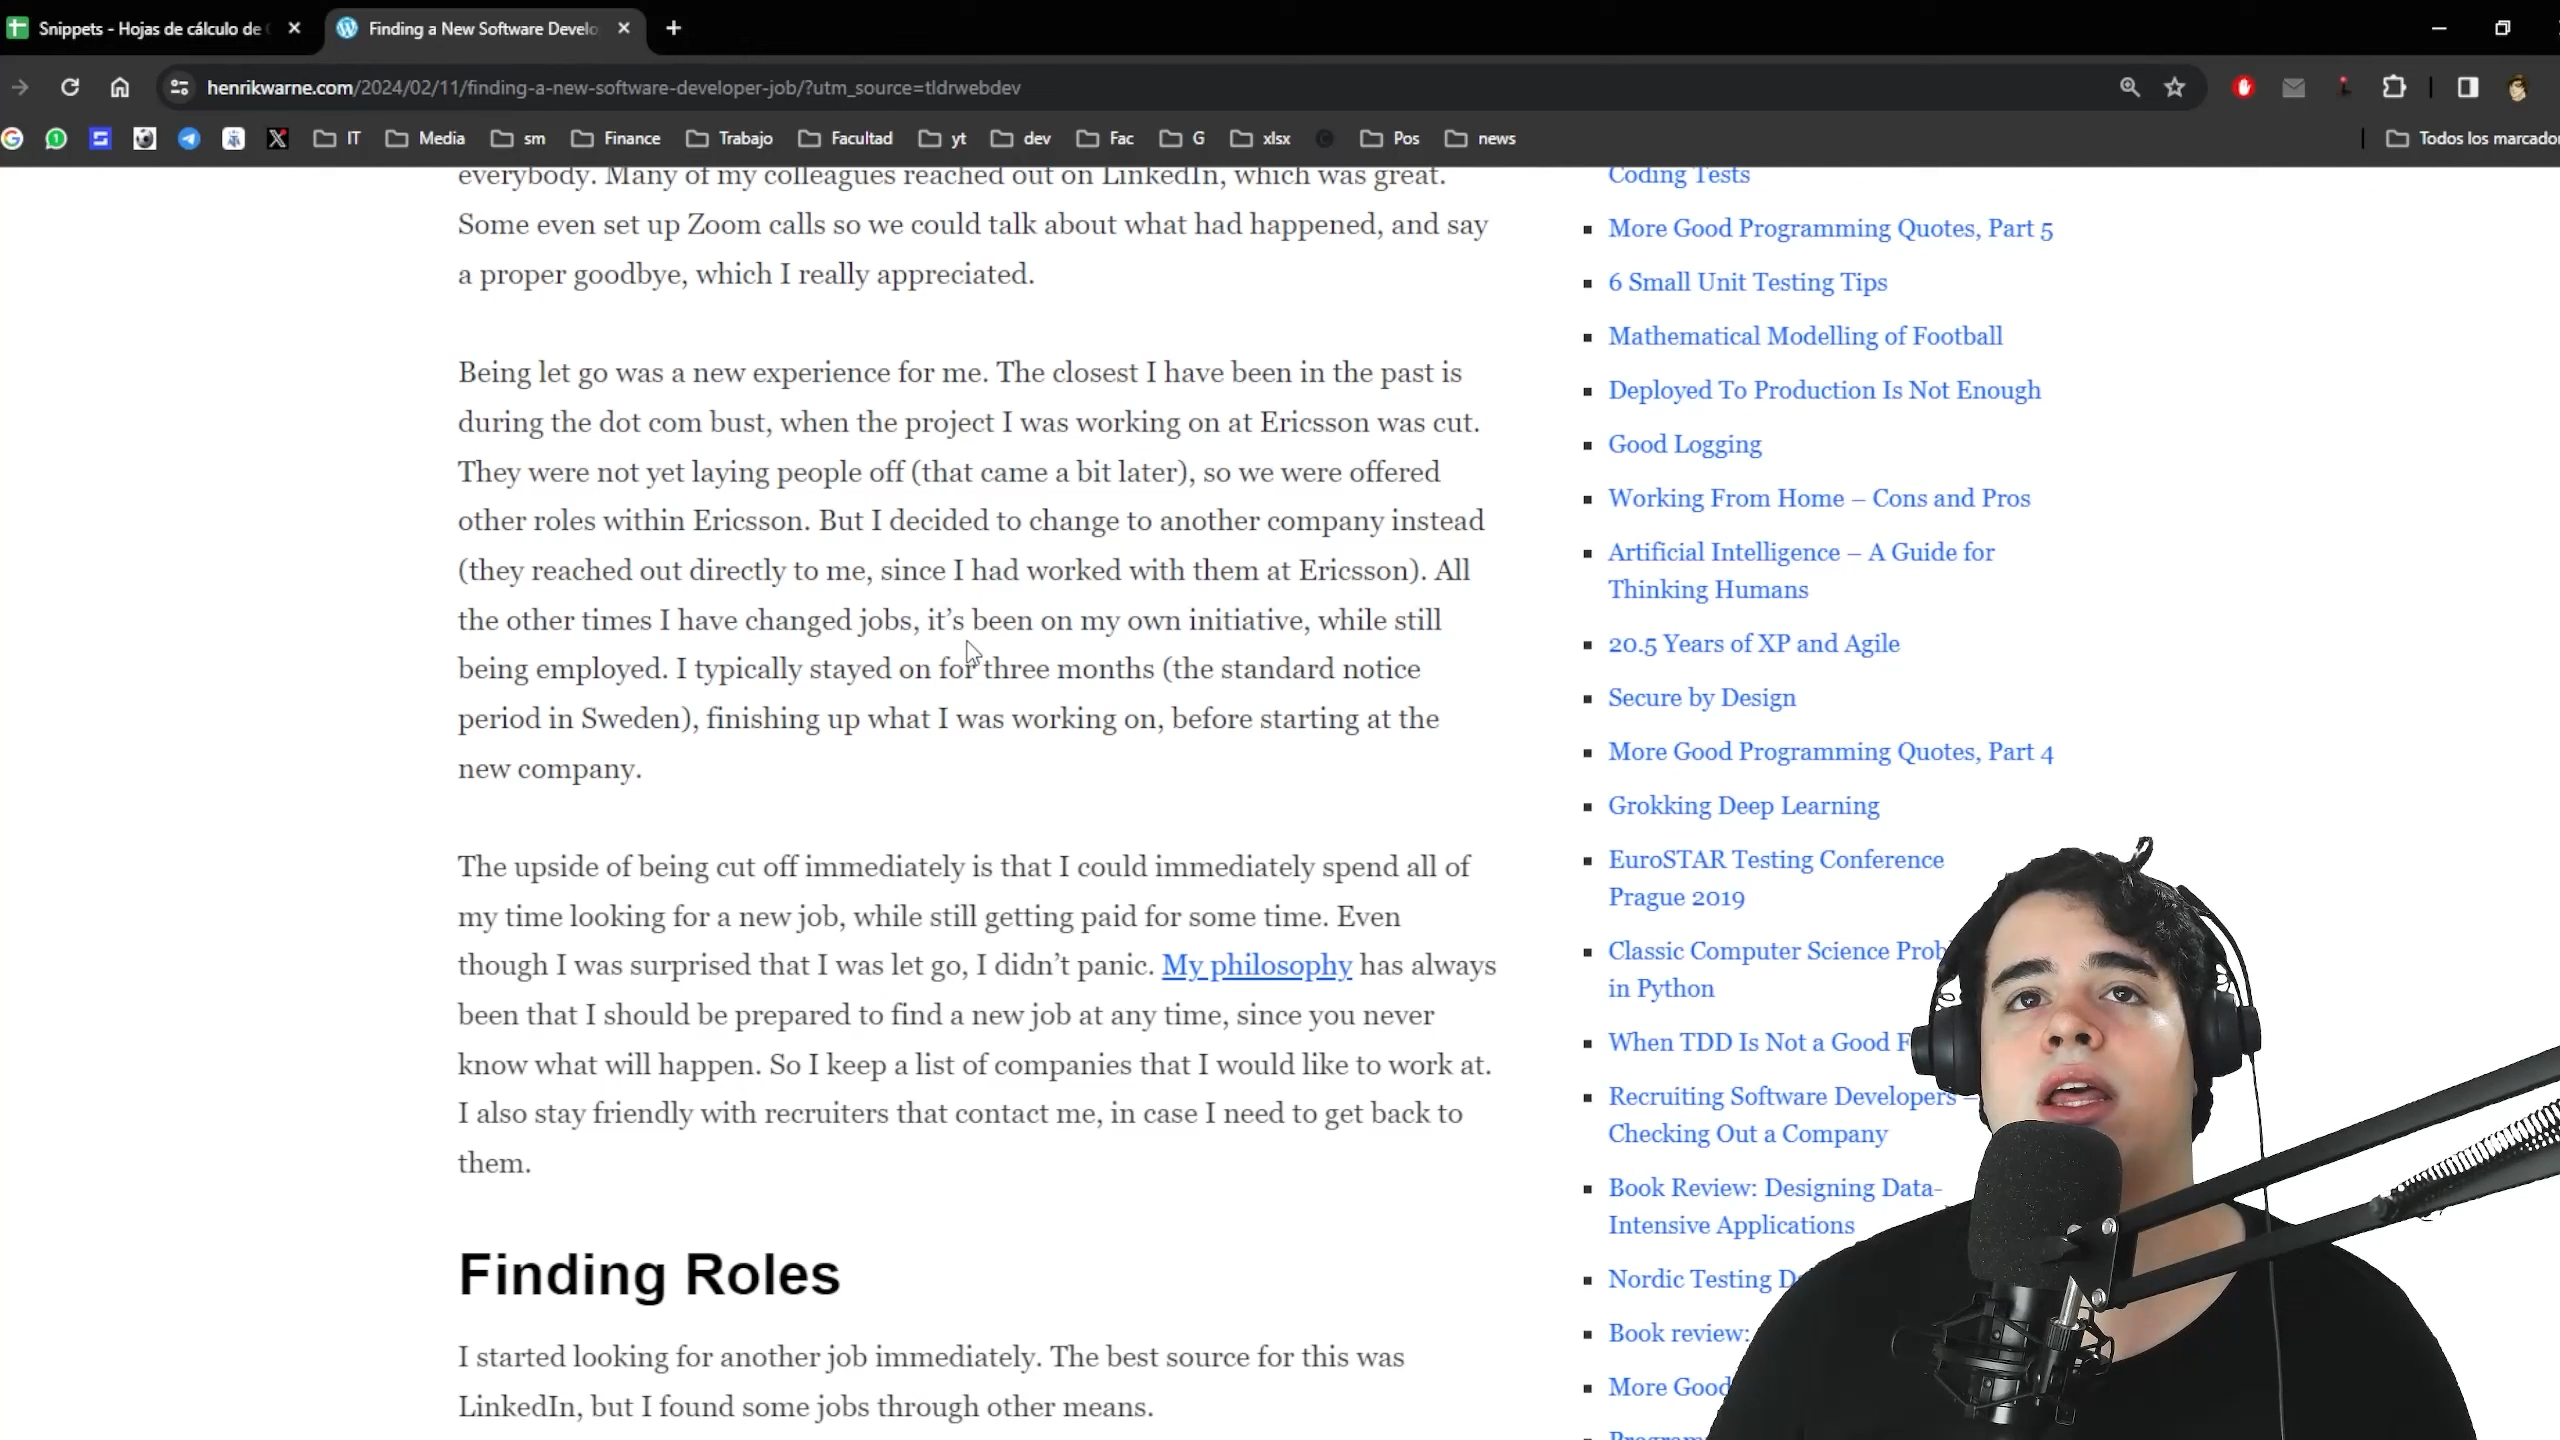 Snippets - Hojas de cálculo de
Finding a New Software Develo
henrikwarne.com/2024/02/11/finding-a-new-software-developer-job/?utm_source=tldrwebdev
IT
Media
sm
Finance
Trabajo
Facultad
yt
dev
Fac
G
xlsx
Pos
news
Todos los marcador
everybody. Many of my colleagues reached out on LinkedIn, which was great.
Some even set up Zoom calls so we could talk about what had happened, and say
a proper goodbye, which I really appreciated.
Being let go was a new experience for me. The closest I have been in the past is
during the dot com bust, when the project I was working on at Ericsson was cut.
They were not yet laying people off (that came a bit later), so we were offered
other roles within Ericsson. But I decided to change to another company instead
(they reached out directly to me, since I had worked with them at Ericsson). All
the other times I have changed jobs, it’s been on my own initiative, while still
being employed. I typically stayed on for three months (the standard notice
period in Sweden), finishing up what I was working on, before starting at the
new company.
The upside of being cut off immediately is that I could immediately spend all of
my time looking for a new job, while still getting paid for some time. Even
though I was surprised that I was let go, I didn’t panic. My philosophy has always
been that I should be prepared to find a new job at any time, since you never
know what will happen. So I keep a list of companies that I would like to work at.
I also stay friendly with recruiters that contact me, in case I need to get back to
them.
Finding Roles
I started looking for another job immediately. The best source for this was
LinkedIn, but I found some jobs through other means.
Coding Tests
More Good Programming Quotes, Part 5
6 Small Unit Testing Tips
Mathematical Modelling of Football
Deployed To Production Is Not Enough
Good Logging
Working From Home – Cons and Pros
Artificial Intelligence – A Guide for
Thinking Humans
20.5 Years of XP and Agile
Secure by Design
More Good Programming Quotes, Part 4
Grokking Deep Learning
EuroSTAR Testing Conference
Prague 2019
Classic Computer Science Prob
in Python
When TDD Is Not a Good F
Recruiting Software Developers –
Checking Out a Company
Book Review: Designing Data-
Intensive Applications
Nordic Testing D
Book review:
More Good